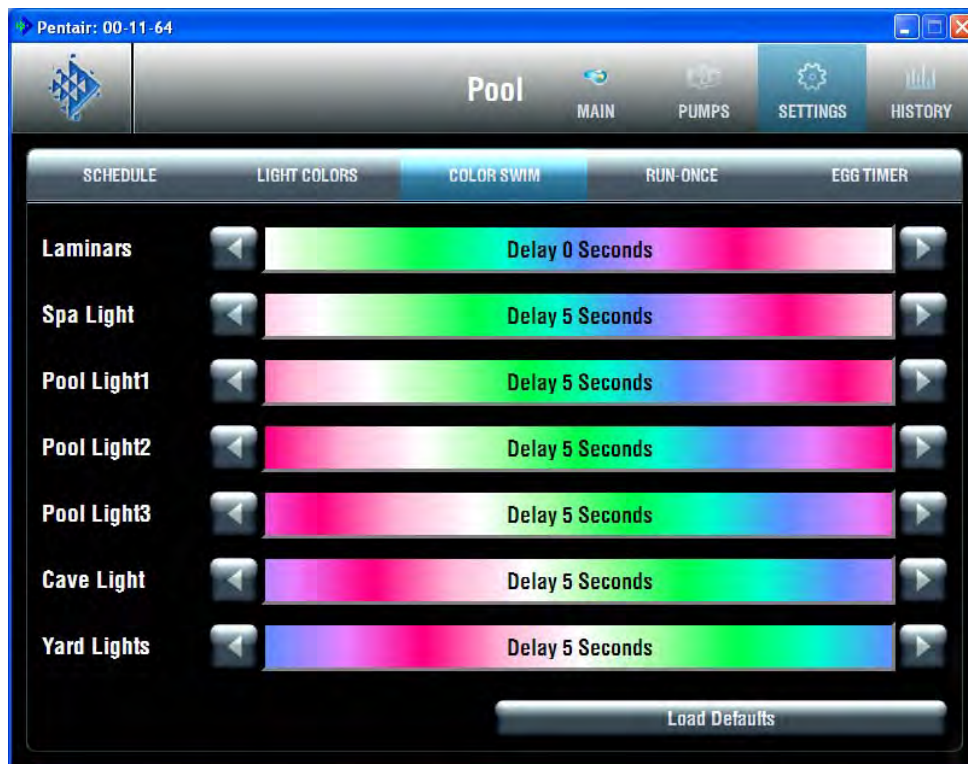 Pentair: 00-11-64
Pool
MAIN
PUMPS
SETTINGS
HISTORY
SCHEDULE
LIGHT COLORS
COLOR SWIM
RUN-ONCE
EGG TIMER
Laminars
Delay 0 Seconds
Spa Light
Delay 5 Seconds
Pool Light1
Delay 5 Seconds
Pool Light2
Delay 5 Seconds
Pool Light3
Delay 5 Seconds
Cave Light
Delay 5 Seconds
Yard Lights
Delay 5 Seconds
Load Defaults